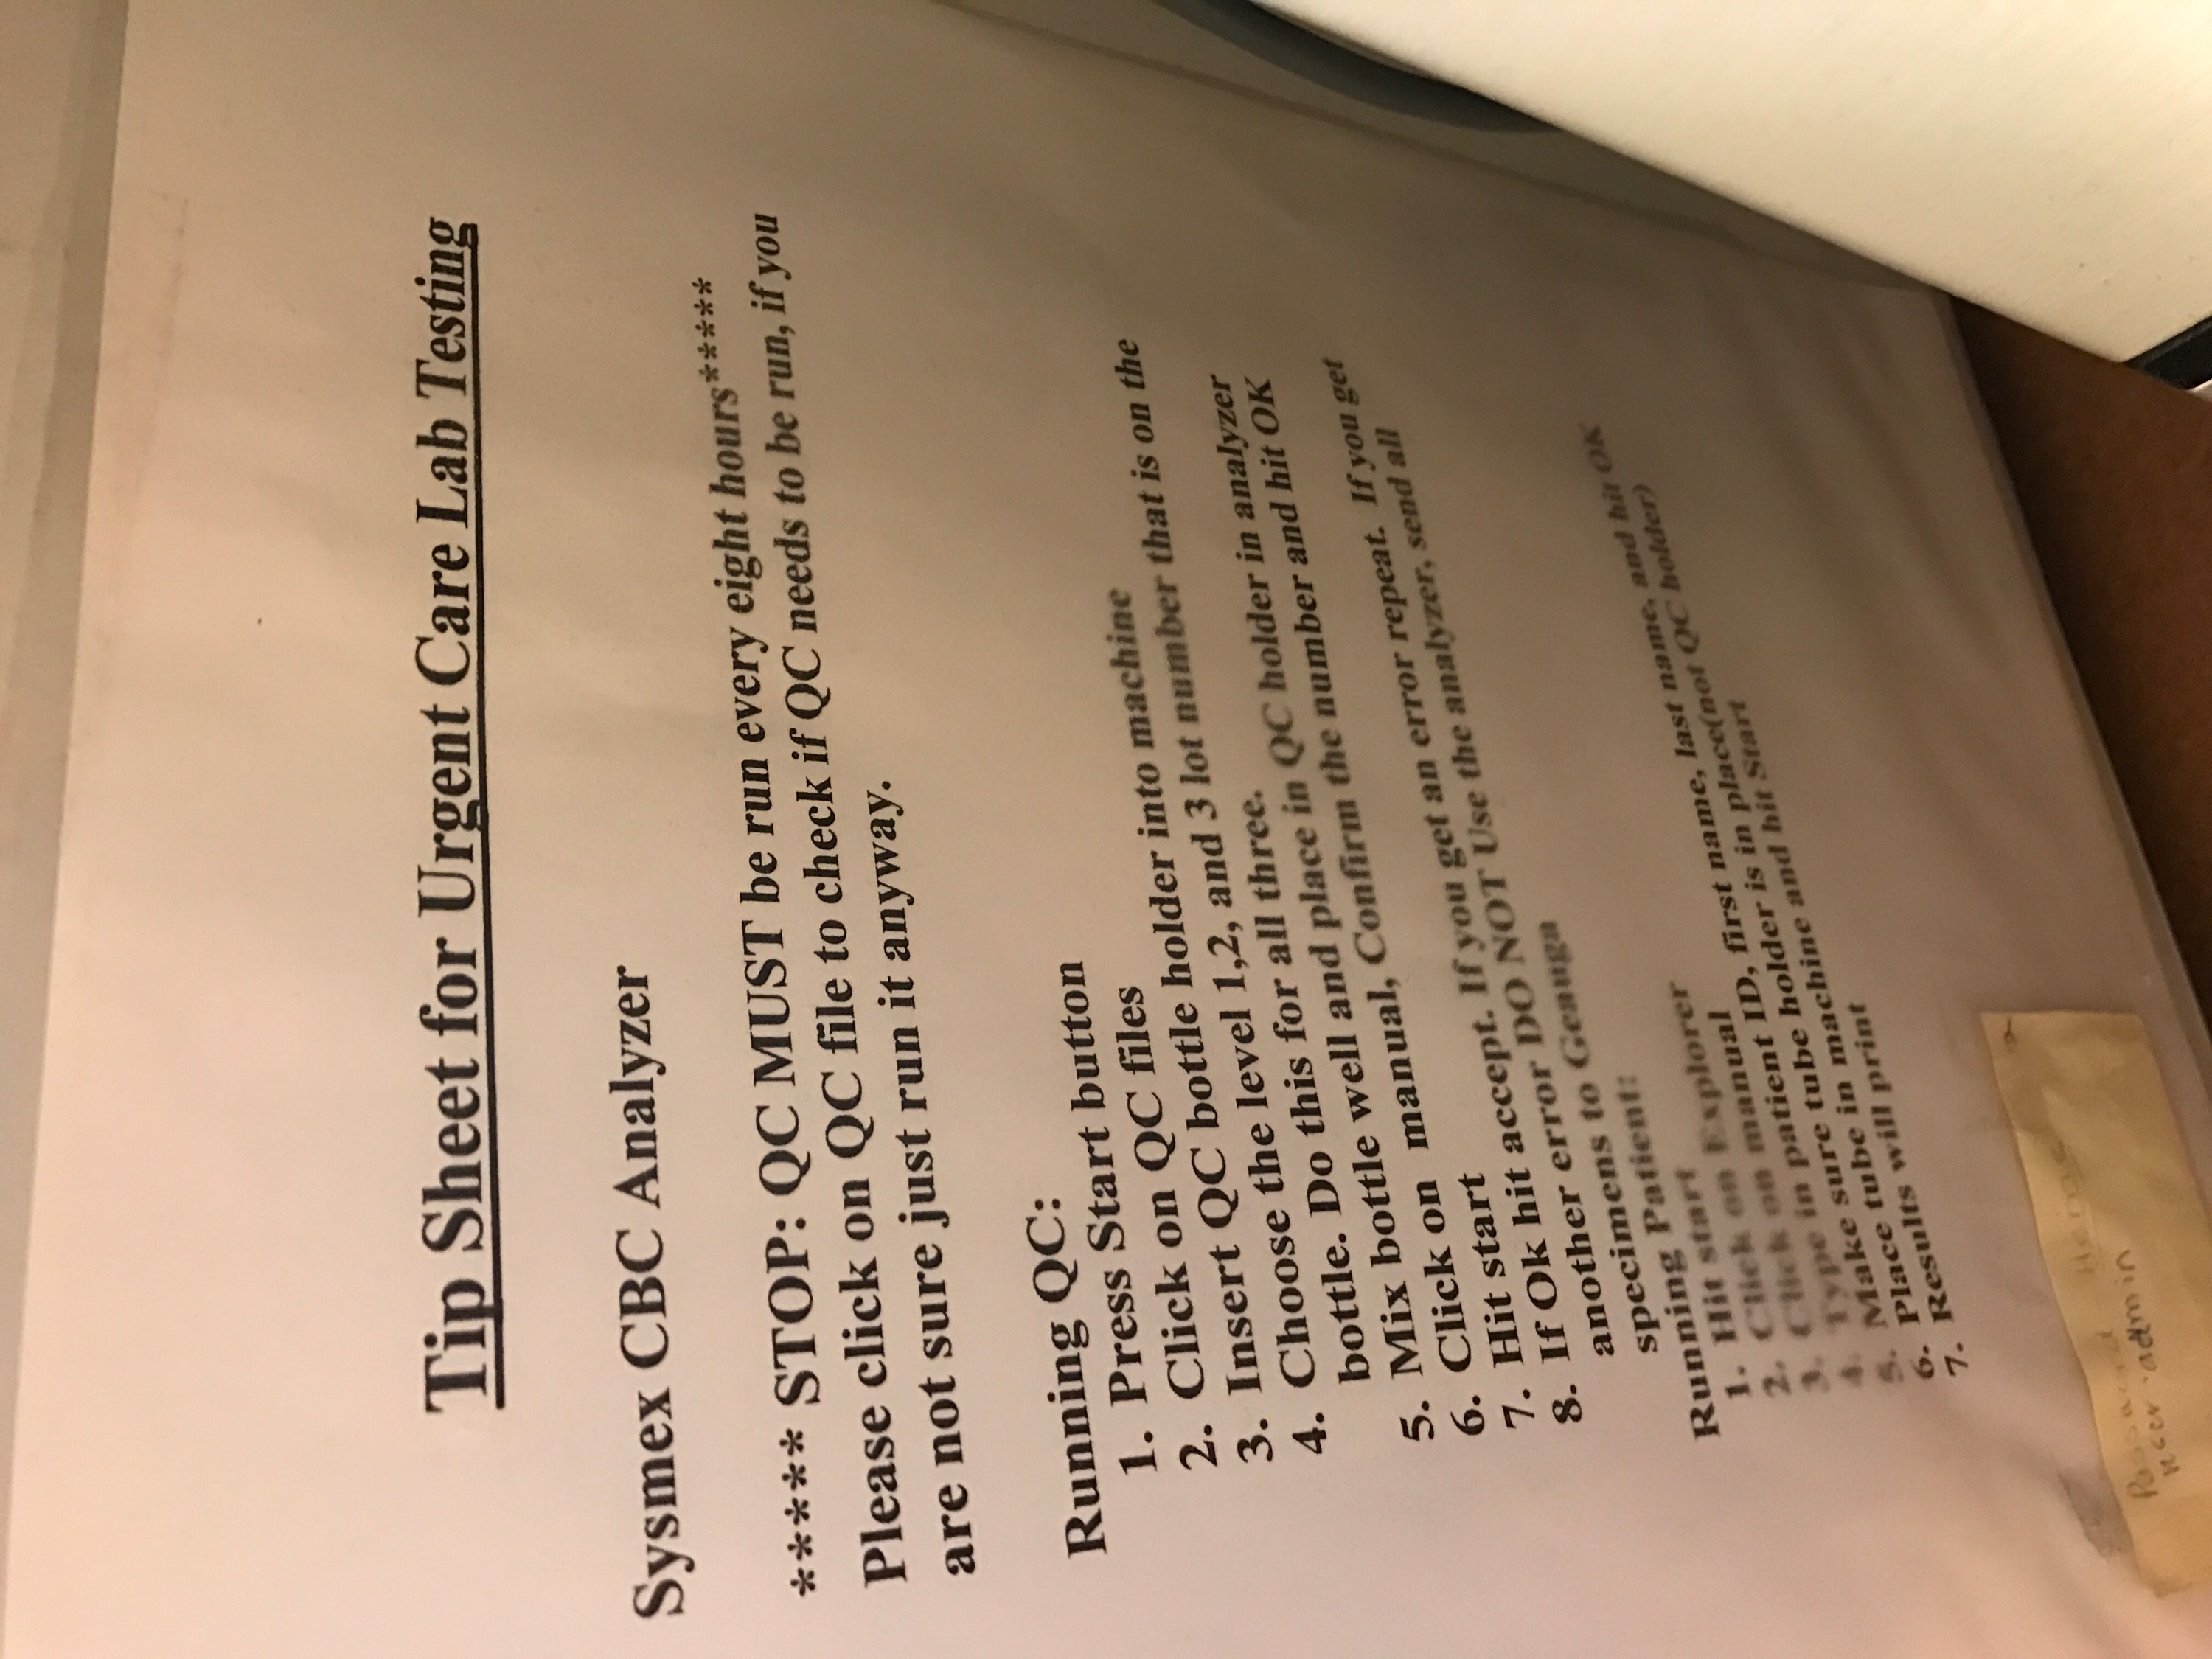 Tip Sheet for Urgent Care Lab Testing
Sysmex CBC Analyzer
***** STOP: QC MUST be run every eight hours*****
Please click on QC file to check if QC needs to be run, if you
are not sure just run it anyway.
Running QC:
1. Press Start button
2. Click on QC files
3. Insert QC bottle holder into machine
4. Choose the level 1,2, and 3 lot number that is on the
bottle. Do this for all three.
5. Mix bottle well and place in QC holder in analyzer
6. Click on manual, Confirm the number and hit OK
7. Hit start
8. If Ok hit accept. If you get an error repeat. If you get
another error DO NOT Use the analyzer, send all
specimens to Geauga
Running Patient:
1. Hit start
2. Click on Explorer
3. Click on manual
4. Type in patient ID, first name, last name, and hit OK
5. Make sure tube holder is in place(not QC holder)
6. Place tube in machine and hit Start
7. Results will print
Password
user admin